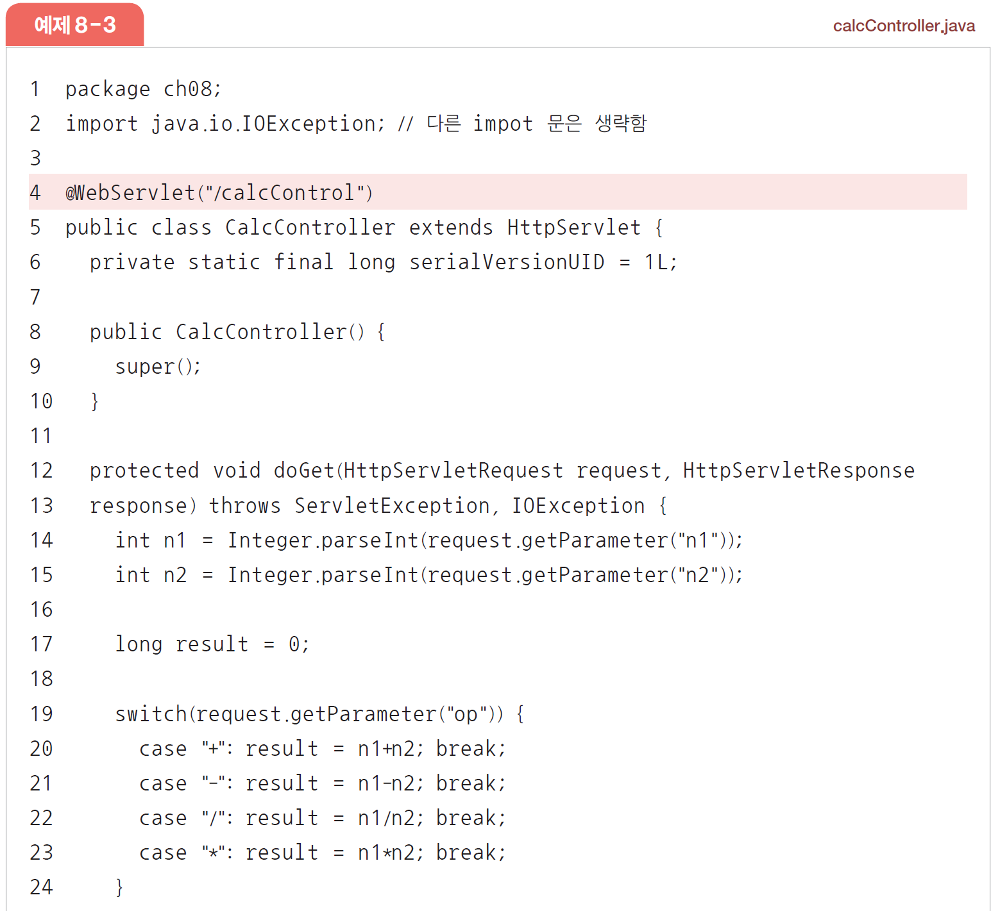 예제 8-3
calcController.java
1 package ch08;
2 import java.io.IOException; // 다른 impot 문은 생략함
3
4 @WebServlet("/calcControl")
5 public class CalcController extends HttpServlet {
6 private static final long serialVersionUID = 1L;
7
8 public CalcController() {
9 super();
10 }
11
12 protected void doGet(HttpServletRequest request, HttpServletResponse
13 response) throws ServletException, IOException {
14 int n1 = Integer.parseInt(request.getParameter("n1"));
15 int n2 = Integer.parseInt(request.getParameter("n2"));
16
17 long result = 0;
18
19 switch(request.getParameter("op")) {
20 case "+": result = n1+n2; break;
21 case "-": result = n1-n2; break;
22 case "/": result = n1/n2; break;
23 case "*": result = n1*n2; break;
24 }